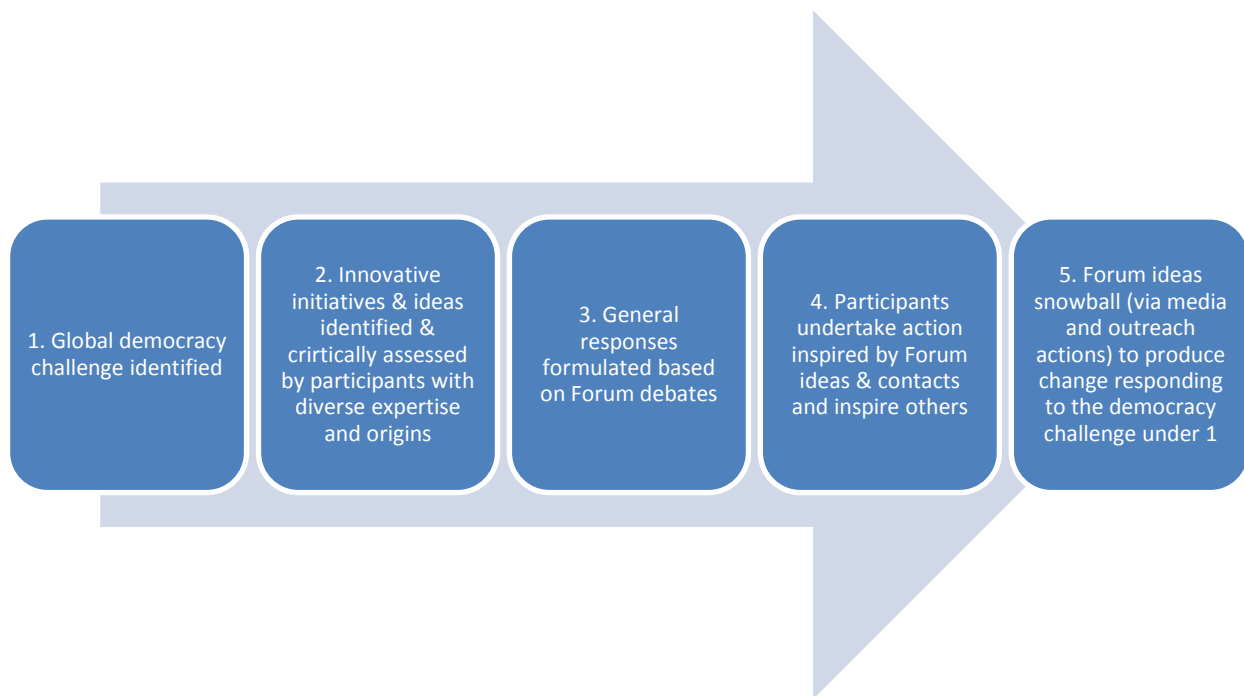 1. Global democracy
challenge identified
2. Innovative
initiatives & ideas
identified &
crirtically assessed
by participants with
diverse expertise
and origins
3. General
responses
formulated based
on Forum debates
4. Participants
undertake action
inspired by Forum
ideas & contacts
and inspire others
5. Forum ideas
snowball (via media
and outreach
actions) to produce
change responding
to the democracy
challenge under 1